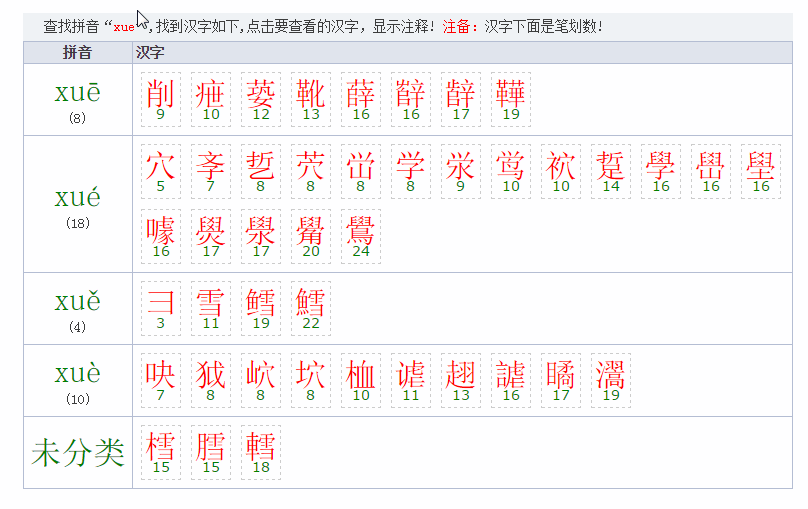 查找拼音“xue”,找到汉字如下,点击要查看的汉字，显示注释! 注备：汉字下面是笔划数!
拼音 汉字
xuē
(8)
削 疶 蒆 靴 薛 辥 辪 鞾
9 10 12 13 16 16 17 19
xué
(18)
穴 斈 乴 茓 峃 学 泶 鸴 袕 踅 學 嶨 壆
5 7 8 8 8 8 9 10 10 14 16 16 16
噱 燢 澩 觷 鷽
16 17 17 20 24
xuě
(4)
彐 雪 鳕 鱈
3 11 19 22
xuè
(10)
吷 狘 岤 坹 桖 谑 趐 謔 瞲 瀥
7 8 8 8 10 11 13 16 17 19
未分类
樰 膤 轌
15 15 18